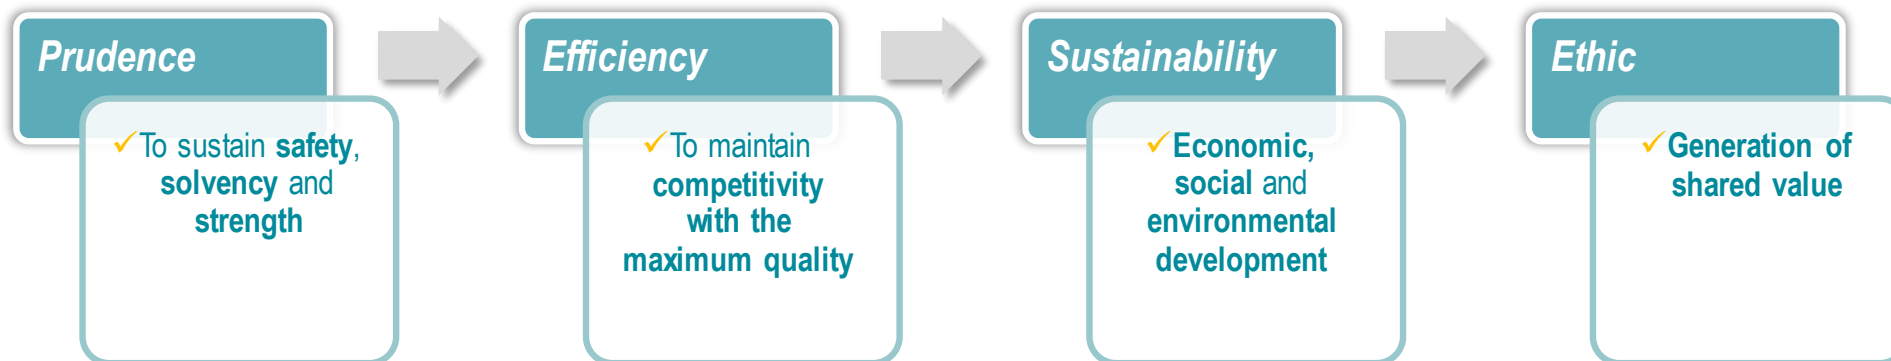 Prudence
✓To sustain safety,
solvency and
strength
Efficiency
✓To maintain
competitivity
with the
maximum quality
Sustainability
✓Economic,
social and
environmental
development
Ethic
✓Generation of
shared value